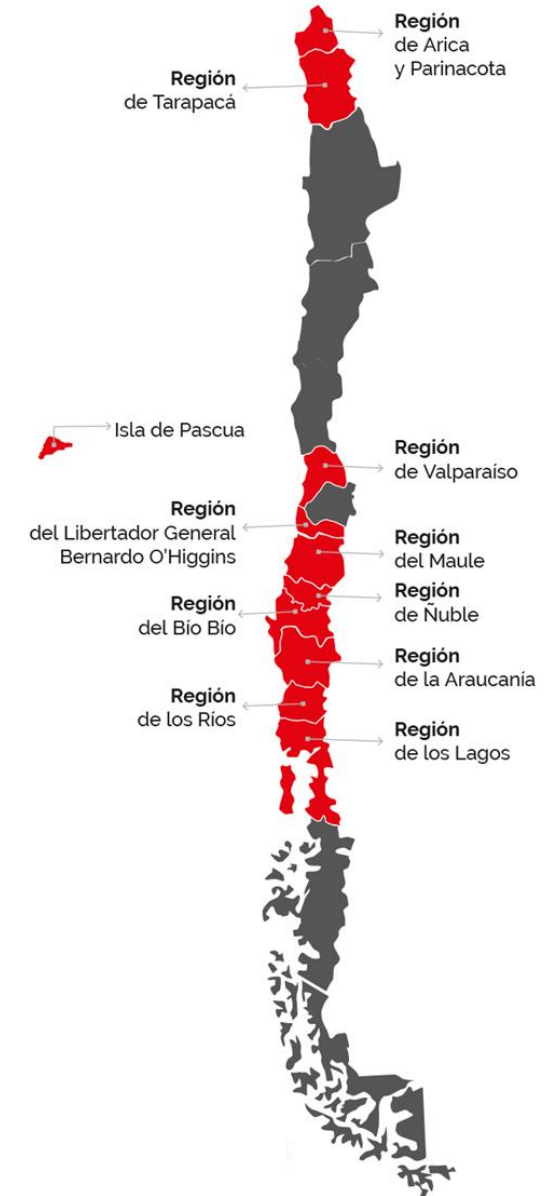 Región
de Arica
y Parinacota
Región
de Tarapacá
Isla de Pascua
Región
de Valparaíso
Región
del Libertador General
Bernardo O'Higgins
Región
del Maule
Región
de Ñuble
Región
del Bío Bío
Región
de la Araucanía
Región
de los Ríos
Región
de los Lagos